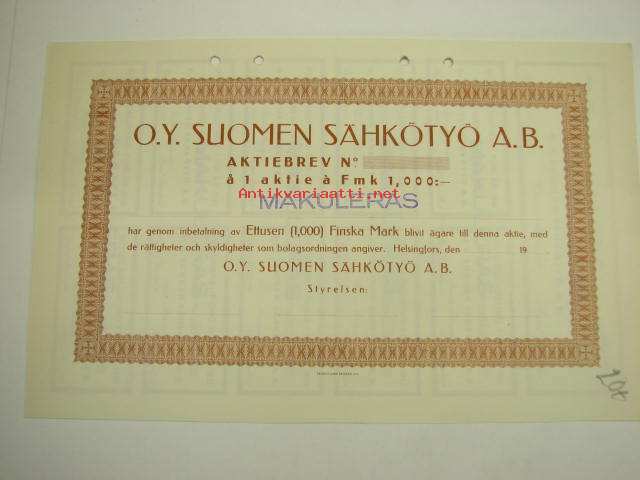 O.Y. SUOMEN SÄHKÖTYÖ A.B.
AKTIEBREV Nº
à 1 aktie à Fmk 1,000:—
Antikvariaatti.net
MAKULERAS
har genom inbetalning av Ettusen (1,000) Finska Mark blivit ägare till denna aktie, med
de rättigheter och skyldigheter som bolagsordningen angiver. Helsingfors, den 19
O.Y. SUOMEN SÄHKÖTYÖ A.B.
Styrelsen: